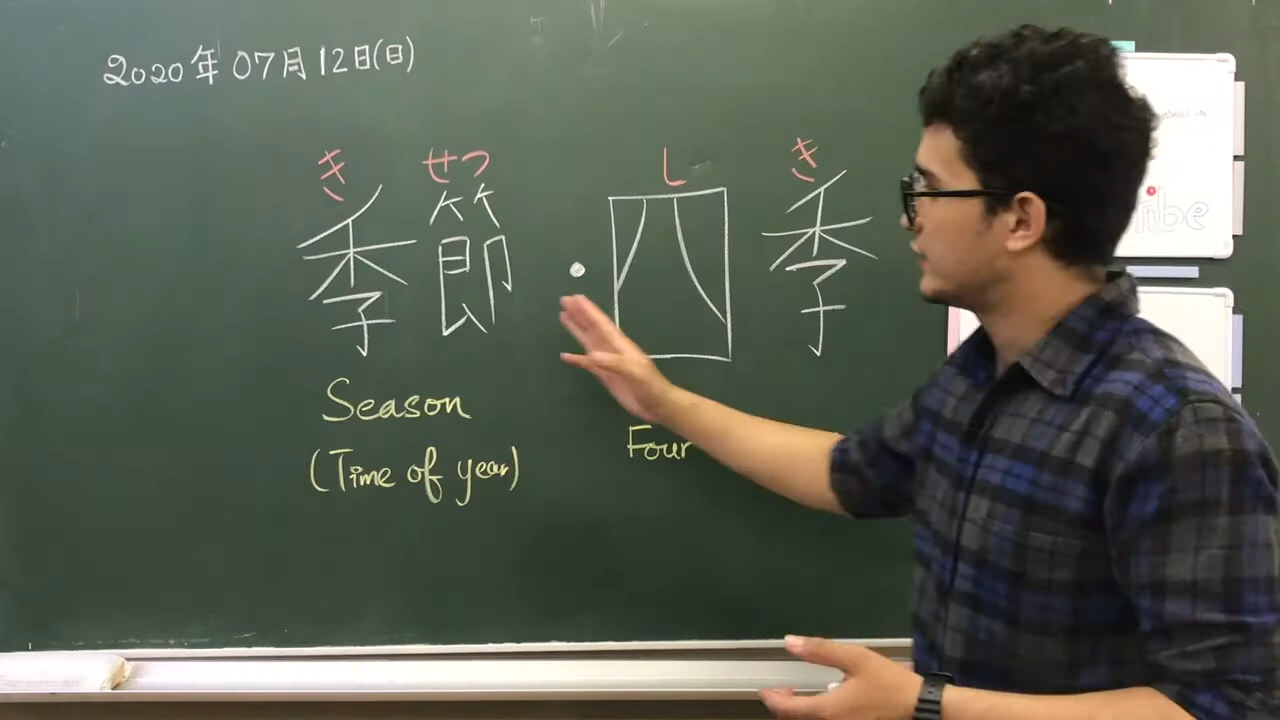 2020年07月12日(日)
き せつ し き
季節・四季
Season
(Time of year)
Four